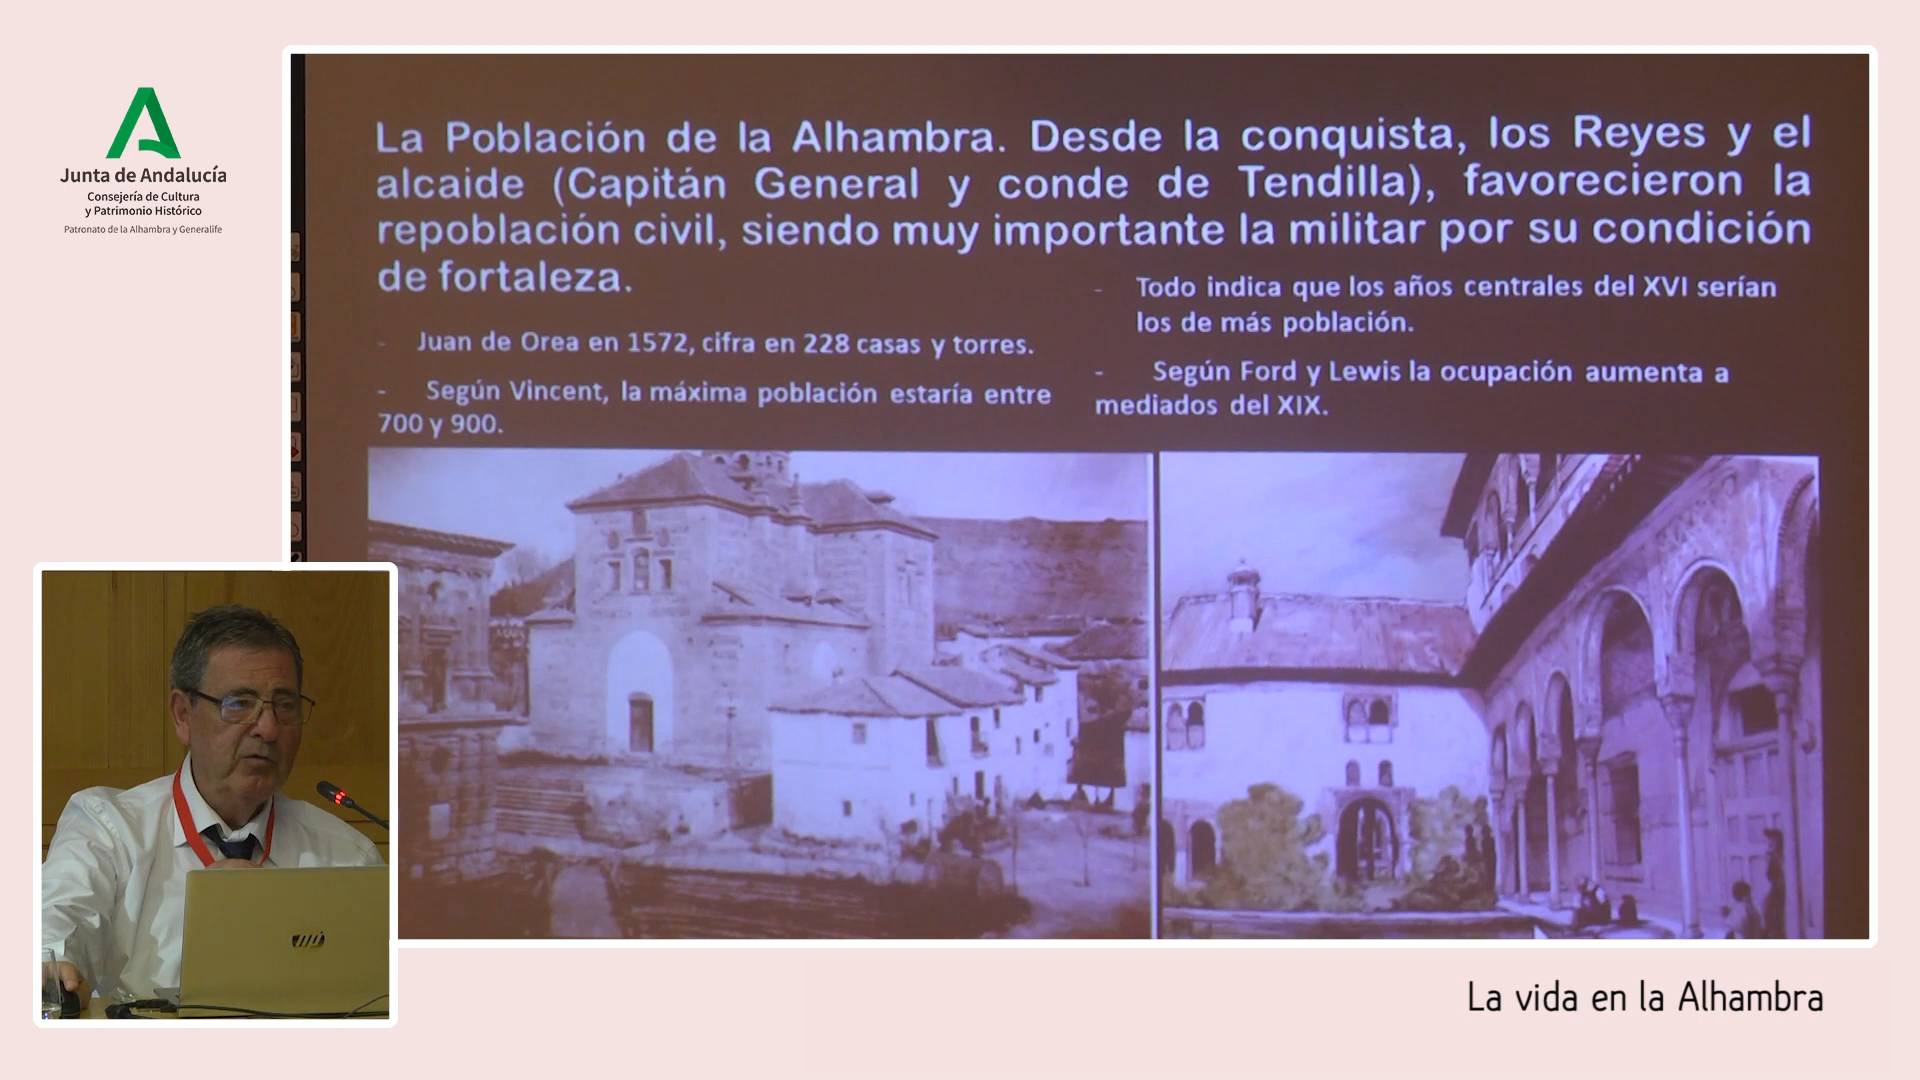 Junta de Andalucía
Consejería de Cultura
y Patrimonio Histórico
Patronato de la Alhambra y Generalife
La Población de la Alhambra. Desde la conquista, los Reyes y el
alcaide (Capitán General y conde de Tendilla), favorecieron la
repoblación civil, siendo muy importante la militar por su condición
de fortaleza.
- Juan de Orea en 1572, cifra en 228 casas y torres.
- Según Vincent, la máxima población estaría entre
700 y 900.
- Todo indica que los años centrales del XVI serían
los de más población.
- Según Ford y Lewis la ocupación aumenta a
mediados del XIX.
hp
La vida en la Alhambra